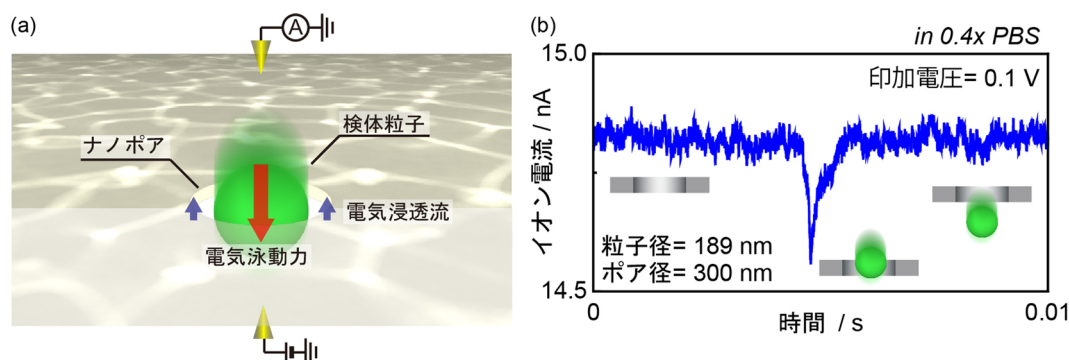 (a)
A
ナノポア
検体粒子
電気浸透流
電気泳動力
(b)
in 0.4x PBS
15.0
印加電圧= 0.1 V
イオン電流 / nA
粒子径= 189 nm
ポア径= 300 nm
14.5
0
0.01
時間 / s